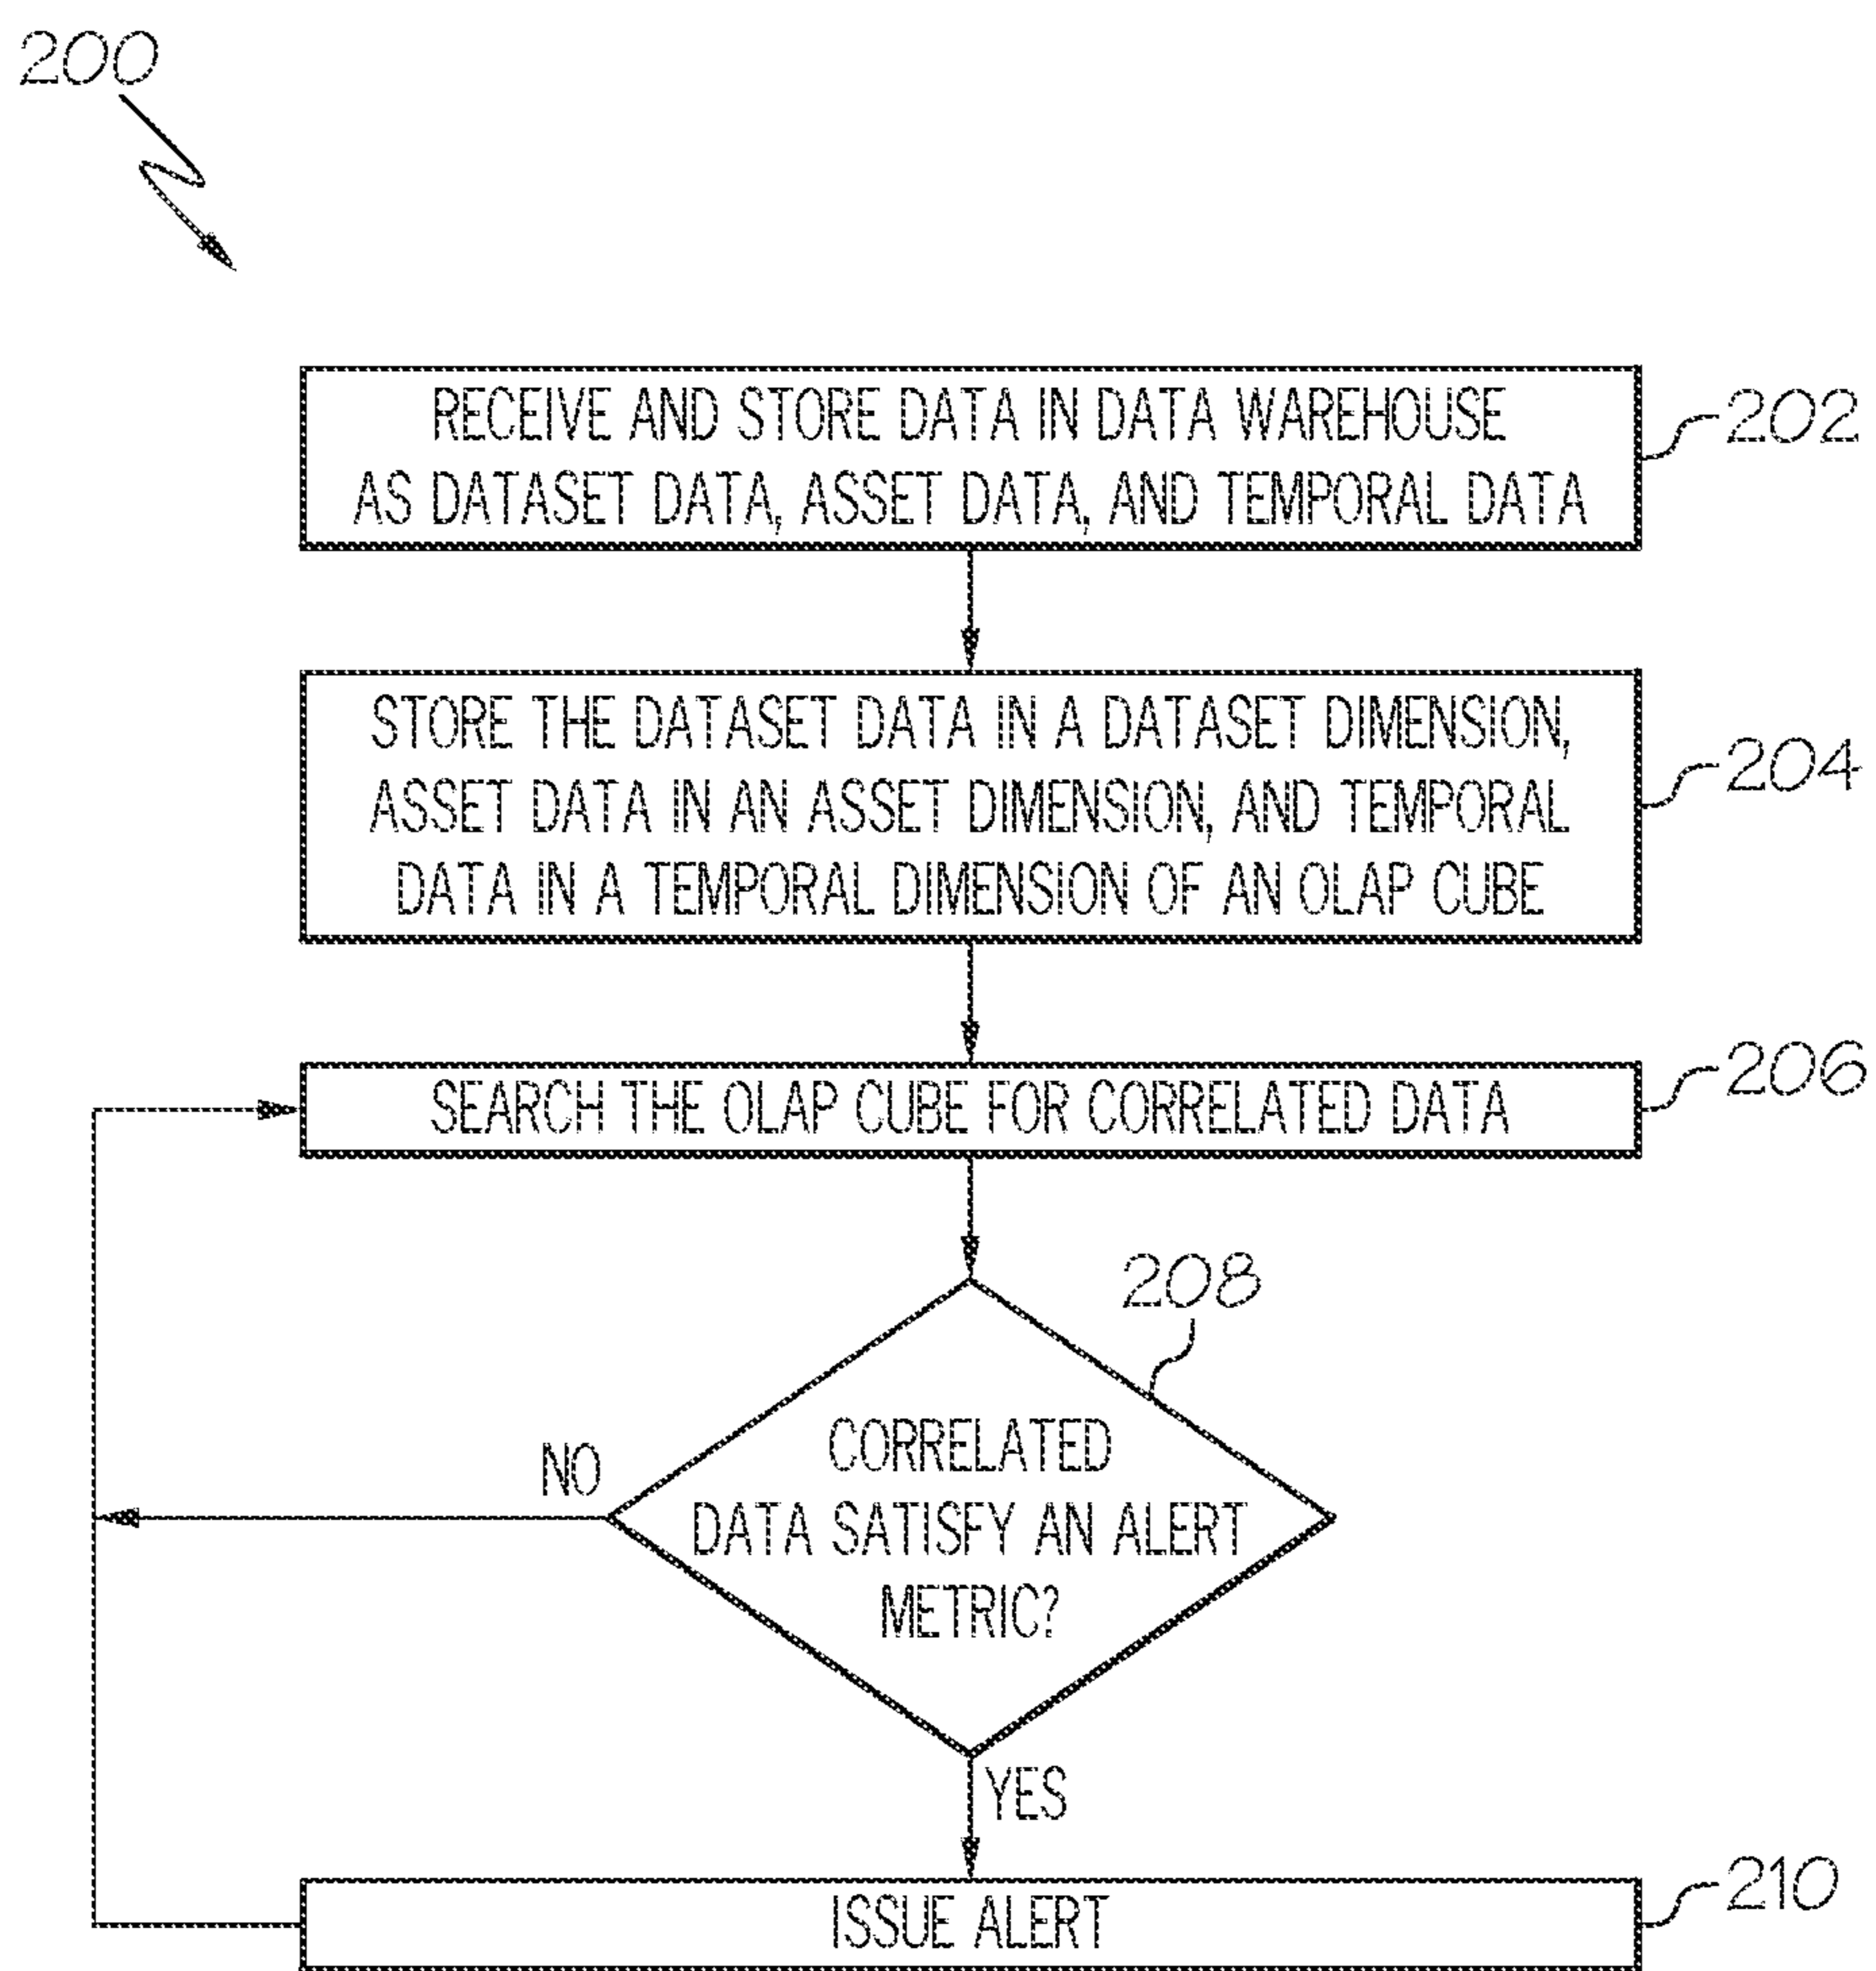 200
RECEIVE AND STORE DATA IN DATA WAREHOUSE
AS DATASET DATA, ASSET DATA, AND TEMPORAL DATA
202
STORE THE DATASET DATA IN A DATASET DIMENSION,
ASSET DATA IN AN ASSET DIMENSION, AND TEMPORAL
DATA IN A TEMPORAL DIMENSION OF AN OLAP CUBE
204
SEARCH THE OLAP CUBE FOR CORRELATED DATA
206
208
CORRELATED
DATA SATISFY AN ALERT
METRIC?
NO
YES
ISSUE ALERT
210